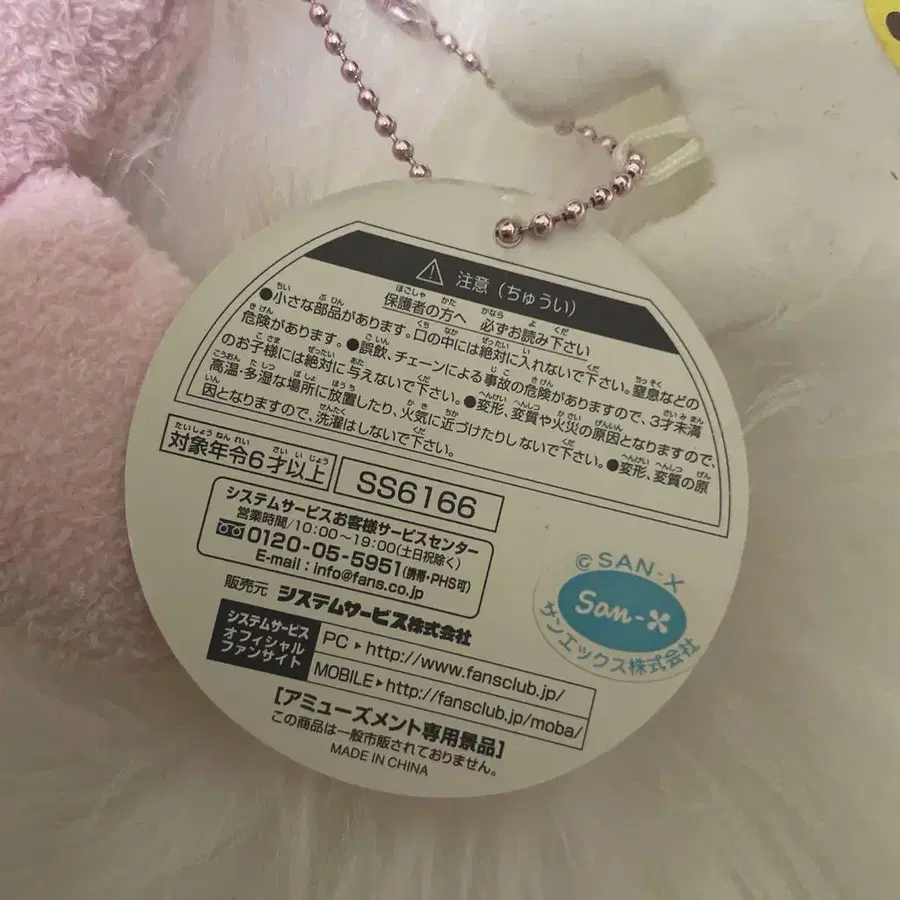 ⚠ 注意（ちゅうい）
保護者の方へ 必ずお読み下さい
●小さな部品があります。口の中には絶対に入れないで下さい。窒息などの
危険があります。●誤飲、チェーンによる事故の危険がありますので、3才未満
のお子様には絶対に与えないで下さい。●変形、変質や火災の原因となりますので、
高温・多湿な場所に放置したり、火気に近づけたりしないで下さい。●変形、変質の原
因となりますので、洗濯はしないで下さい。
対象年令6才以上
SS6166
システムサービスお客様サービスセンター
営業時間/10:00〜19:00(土日祝除く)
0120-05-5951(携帯・PHS可)
E-mail : info@fans.co.jp
販売元 システムサービス株式会社
システムサービス
オフィシャル
ファンサイト
PC▶http://www.fansclub.jp/
MOBILE▶http://fansclub.jp/moba/
[アミューズメント専用景品]
この商品は一般市販されておりません。
MADE IN CHINA
©SAN-X
San-X
サンエックス株式会社